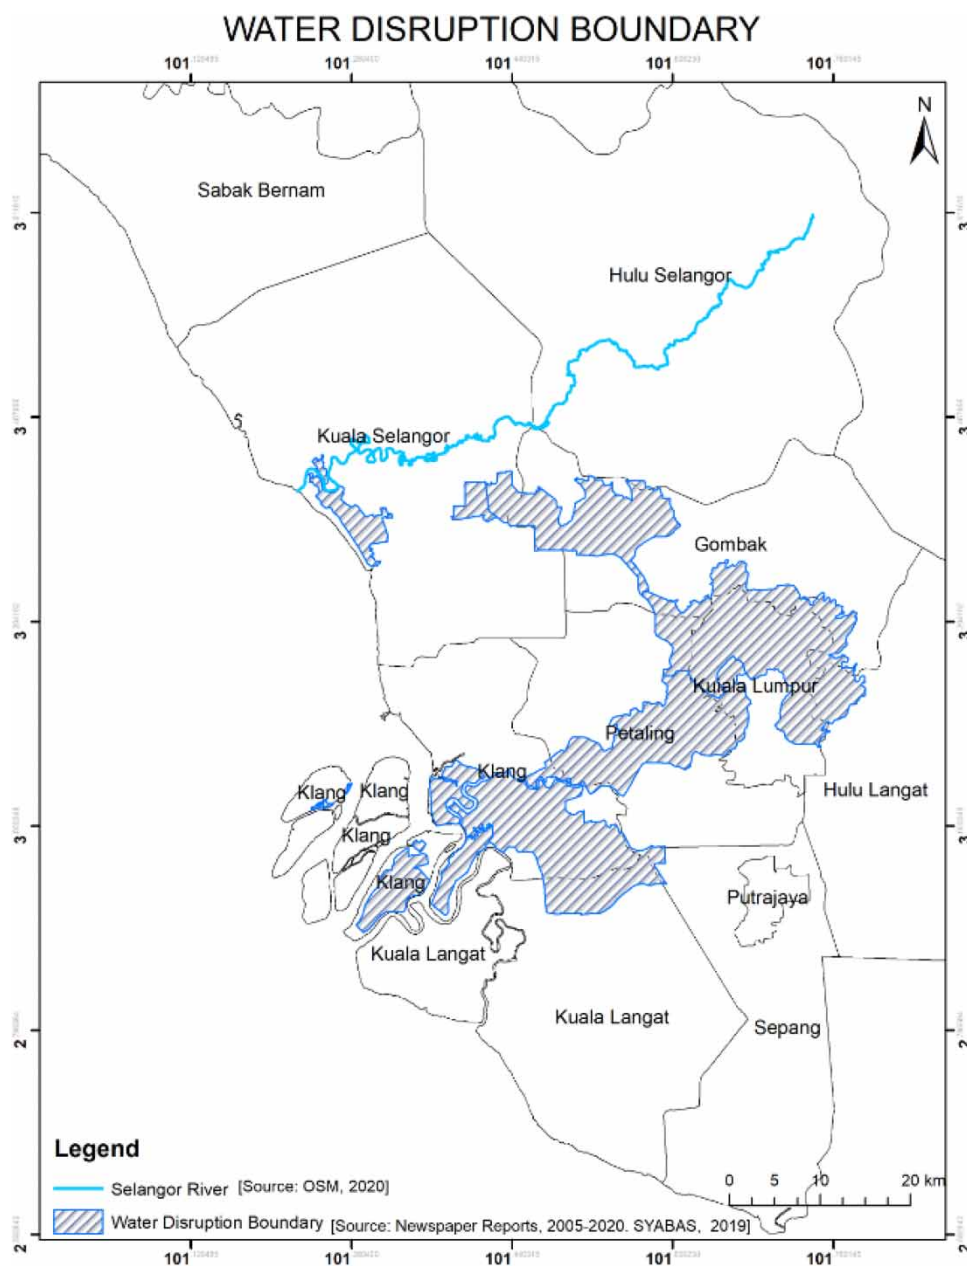 WATER DISRUPTION BOUNDARY
101 101 101 101 101
N
Sabak Bernam
3 3
Hulu Selangor
3 3
Kuala Selangor
Gombak
3 3
Kuala Lumpur
Petaling
Klang
Klang Klang
Hulu Langat
3 3
Klang
Klang
Putrajaya
Kuala Langat
Kuala Langat
Sepang
2 2
Legend
0 5 10 20 km
Selangor River [Source: OSM, 2020]
Water Disruption Boundary [Source: Newspaper Reports, 2005-2020. SYABAS, 2019]
2 2
101 101 101 101 101